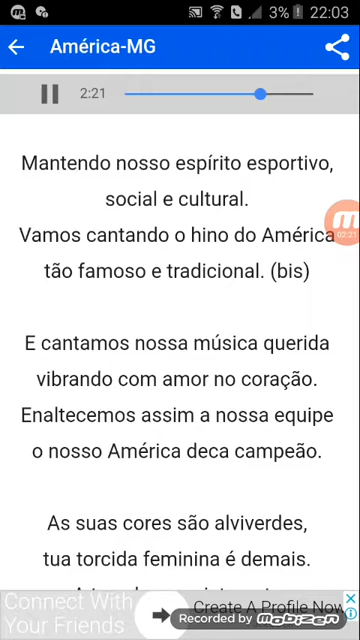 3% 22:03
América-MG
2:21
Mantendo nosso espírito esportivo,
social e cultural.
Vamos cantando o hino do América
02:21
tão famoso e tradicional. (bis)
E cantamos nossa música querida
vibrando com amor no coração.
Enaltecemos assim a nossa equipe
o nosso América deca campeão.
As suas cores são alviverdes,
tua torcida feminina é demais.
Connect With
Your Friends
Create A Profile Now
Recorded by mobizen